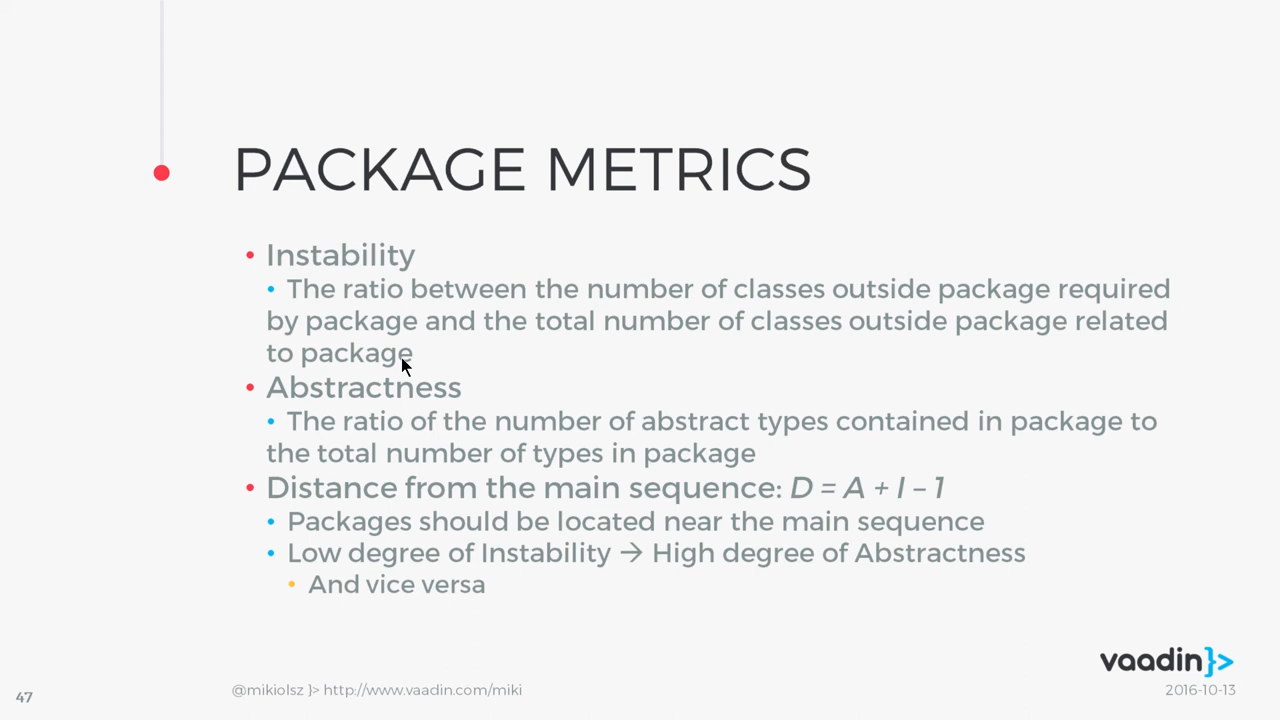 PACKAGE METRICS
• Instability
• The ratio between the number of classes outside package required
by package and the total number of classes outside package related
to package
• Abstractness
• The ratio of the number of abstract types contained in package to
the total number of types in package
• Distance from the main sequence: D = A + I – 1
• Packages should be located near the main sequence
• Low degree of Instability → High degree of Abstractness
• And vice versa
vaadin}>
47
@mikiolsz }> http://www.vaadin.com/miki
2016-10-13